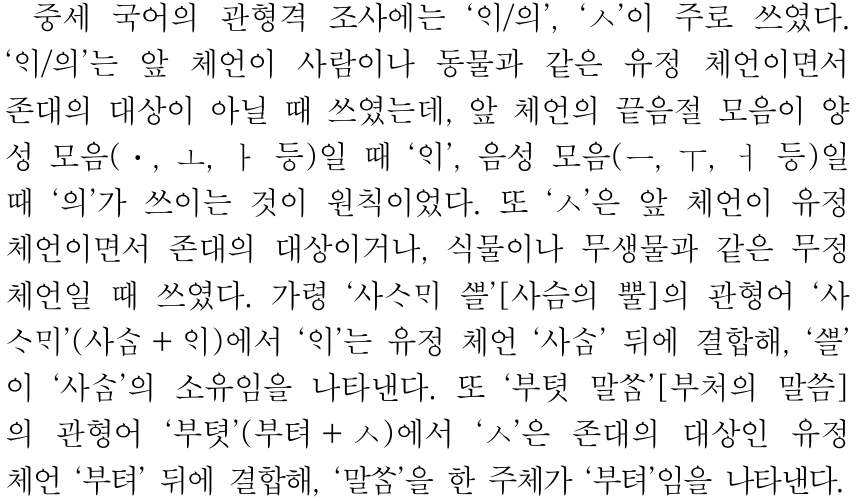 중세 국어의 관형격 조사에는 ‘ᄋᆡ/의’, ‘ㅅ’이 주로 쓰였다.
‘ᄋᆡ/의’는 앞 체언이 사람이나 동물과 같은 유정 체언이면서
존대의 대상이 아닐 때 쓰였는데, 앞 체언의 끝음절 모음이 양
성 모음(ㆍ, ㅗ, ㅏ 등)일 때 ‘ᄋᆡ’, 음성 모음(ㅡ, ㅜ, ㅓ 등)일
때 ‘의’가 쓰이는 것이 원칙이었다. 또 ‘ㅅ’은 앞 체언이 유정
체언이면서 존대의 대상이거나, 식물이나 무생물과 같은 무정
체언일 때 쓰였다. 가령 ‘사ᄉᆞᄆᆡ ᄲᅳᆯ’[사슴의 뿔]의 관형어 ‘사
ᄉᆞᄆᆡ’(사ᄉᆞᆷ + ᄋᆡ)에서 ‘ᄋᆡ’는 유정 체언 ‘사ᄉᆞᆷ’ 뒤에 결합해, ‘ᄲᅳᆯ’
이 ‘사ᄉᆞᆷ’의 소유임을 나타낸다. 또 ‘부텻 말ᄊᆞᆷ’[부처의 말씀]
의 관형어 ‘부텻’(부텨 + ㅅ)에서 ‘ㅅ’은 존대의 대상인 유정
체언 ‘부텨’ 뒤에 결합해, ‘말ᄊᆞᆷ’을 한 주체가 ‘부텨’임을 나타낸다.